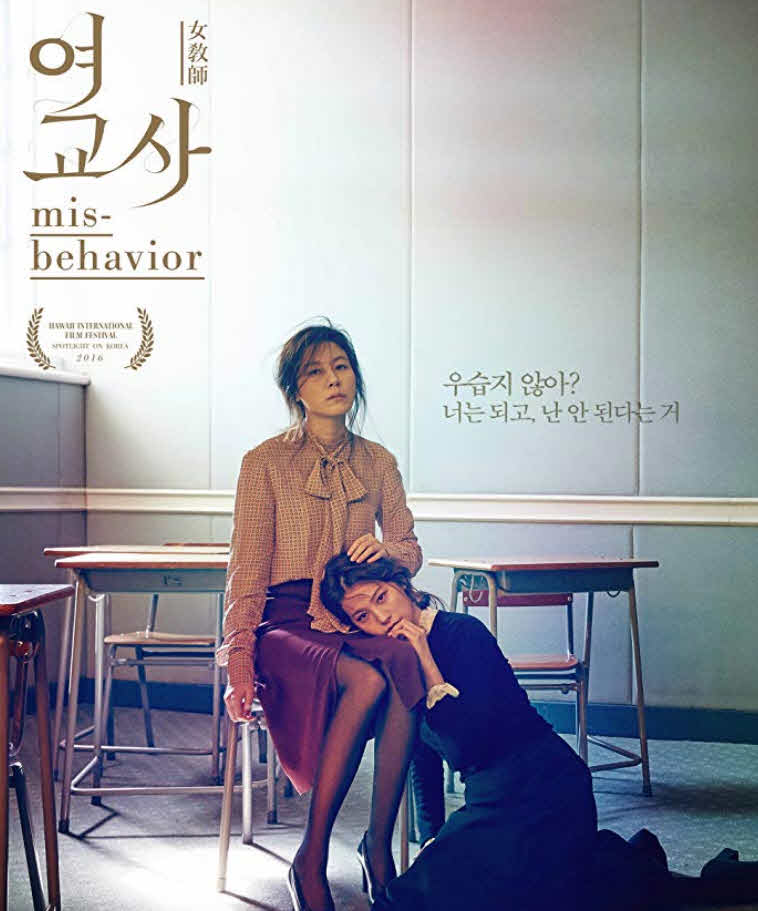 여교사
女敎師
mis-
behavior
HAWAII INTERNATIONAL
FILM FESTIVAL
SPOTLIGHT ON KOREA
2016
우습지 않아?
너는 되고, 난 안 된다는 거